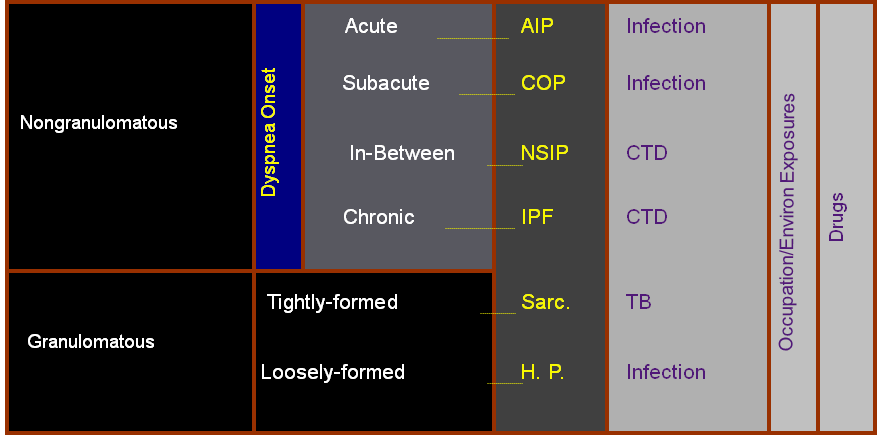 Nongranulomatous
Dyspnea Onset
Acute AIP Infection
Subacute COP Infection
In-Between NSIP CTD
Chronic IPF CTD
Granulomatous
Tightly-formed Sarc. TB
Loosely-formed H. P. Infection
Occupation/Environ Exposures
Drugs